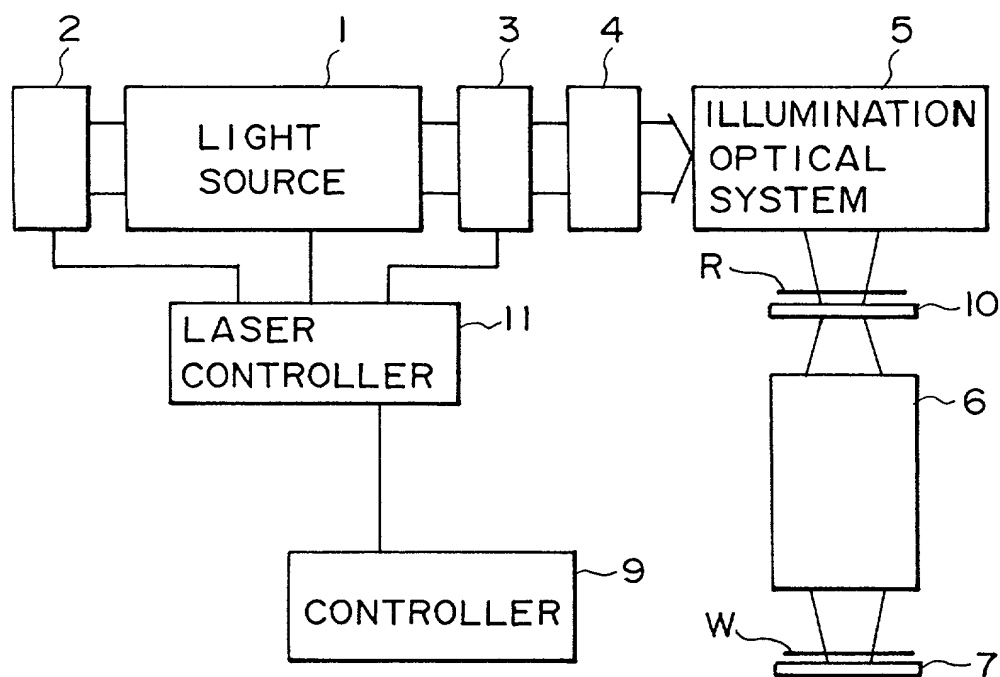 2
1
3
4
5
LIGHT
SOURCE
ILLUMINATION
OPTICAL
SYSTEM
R
10
LASER
CONTROLLER
11
6
CONTROLLER
9
W
7